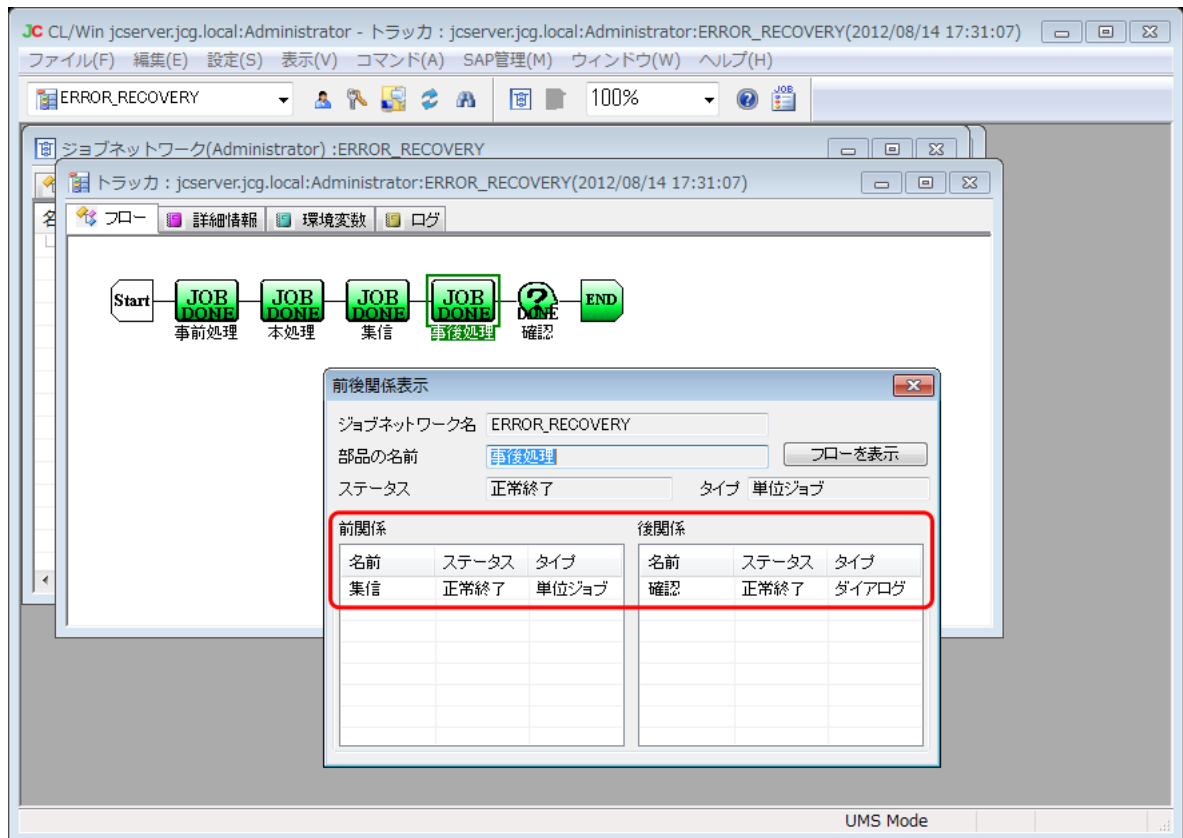 JC CL/Win jcserver.jcg.local:Administrator - トラッカ : jcserver.jcg.local:Administrator:ERROR_RECOVERY(2012/08/14 17:31:07)
ファイル(F) 編集(E) 設定(S) 表示(V) コマンド(A) SAP管理(M) ウィンドウ(W) ヘルプ(H)
ERROR_RECOVERY 100% JOB
ジョブネットワーク(Administrator) :ERROR_RECOVERY
トラッカ : jcserver.jcg.local:Administrator:ERROR_RECOVERY(2012/08/14 17:31:07)
名 フロー 詳細情報 環境変数 ログ
Start JOB DONE JOB DONE JOB DONE JOB DONE ? DONE END
事前処理 本処理 集信 事後処理 確認
前後関係表示
ジョブネットワーク名 ERROR_RECOVERY
部品の名前 事後処理 フローを表示
ステータス 正常終了 タイプ 単位ジョブ
前関係 後関係
名前 ステータス タイプ 名前 ステータス タイプ
集信 正常終了 単位ジョブ 確認 正常終了 ダイアログ
UMS Mode